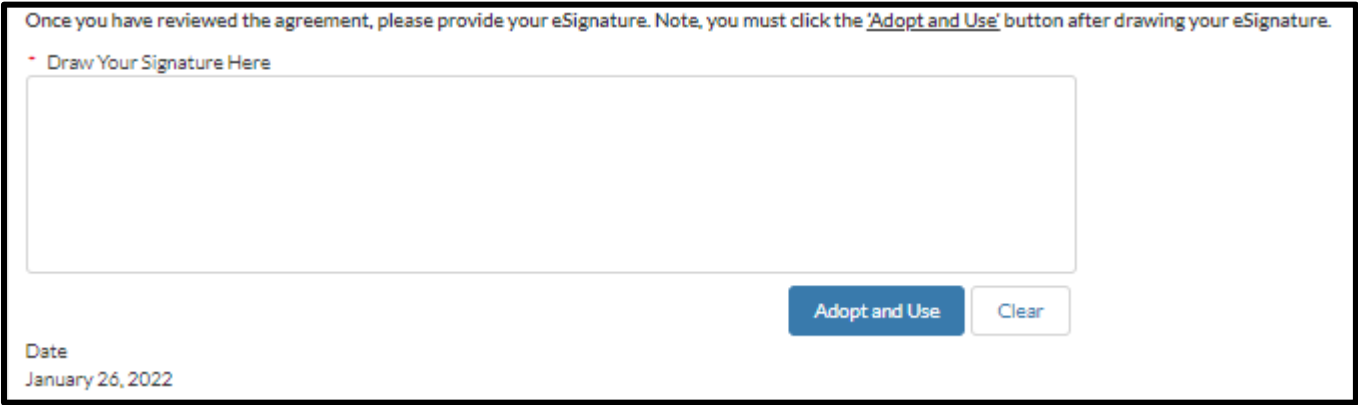 Once you have reviewed the agreement, please provide your eSignature. Note, you must click the 'Adopt and Use' button after drawing your eSignature.
* Draw Your Signature Here
Adopt and Use Clear
Date
January 26, 2022